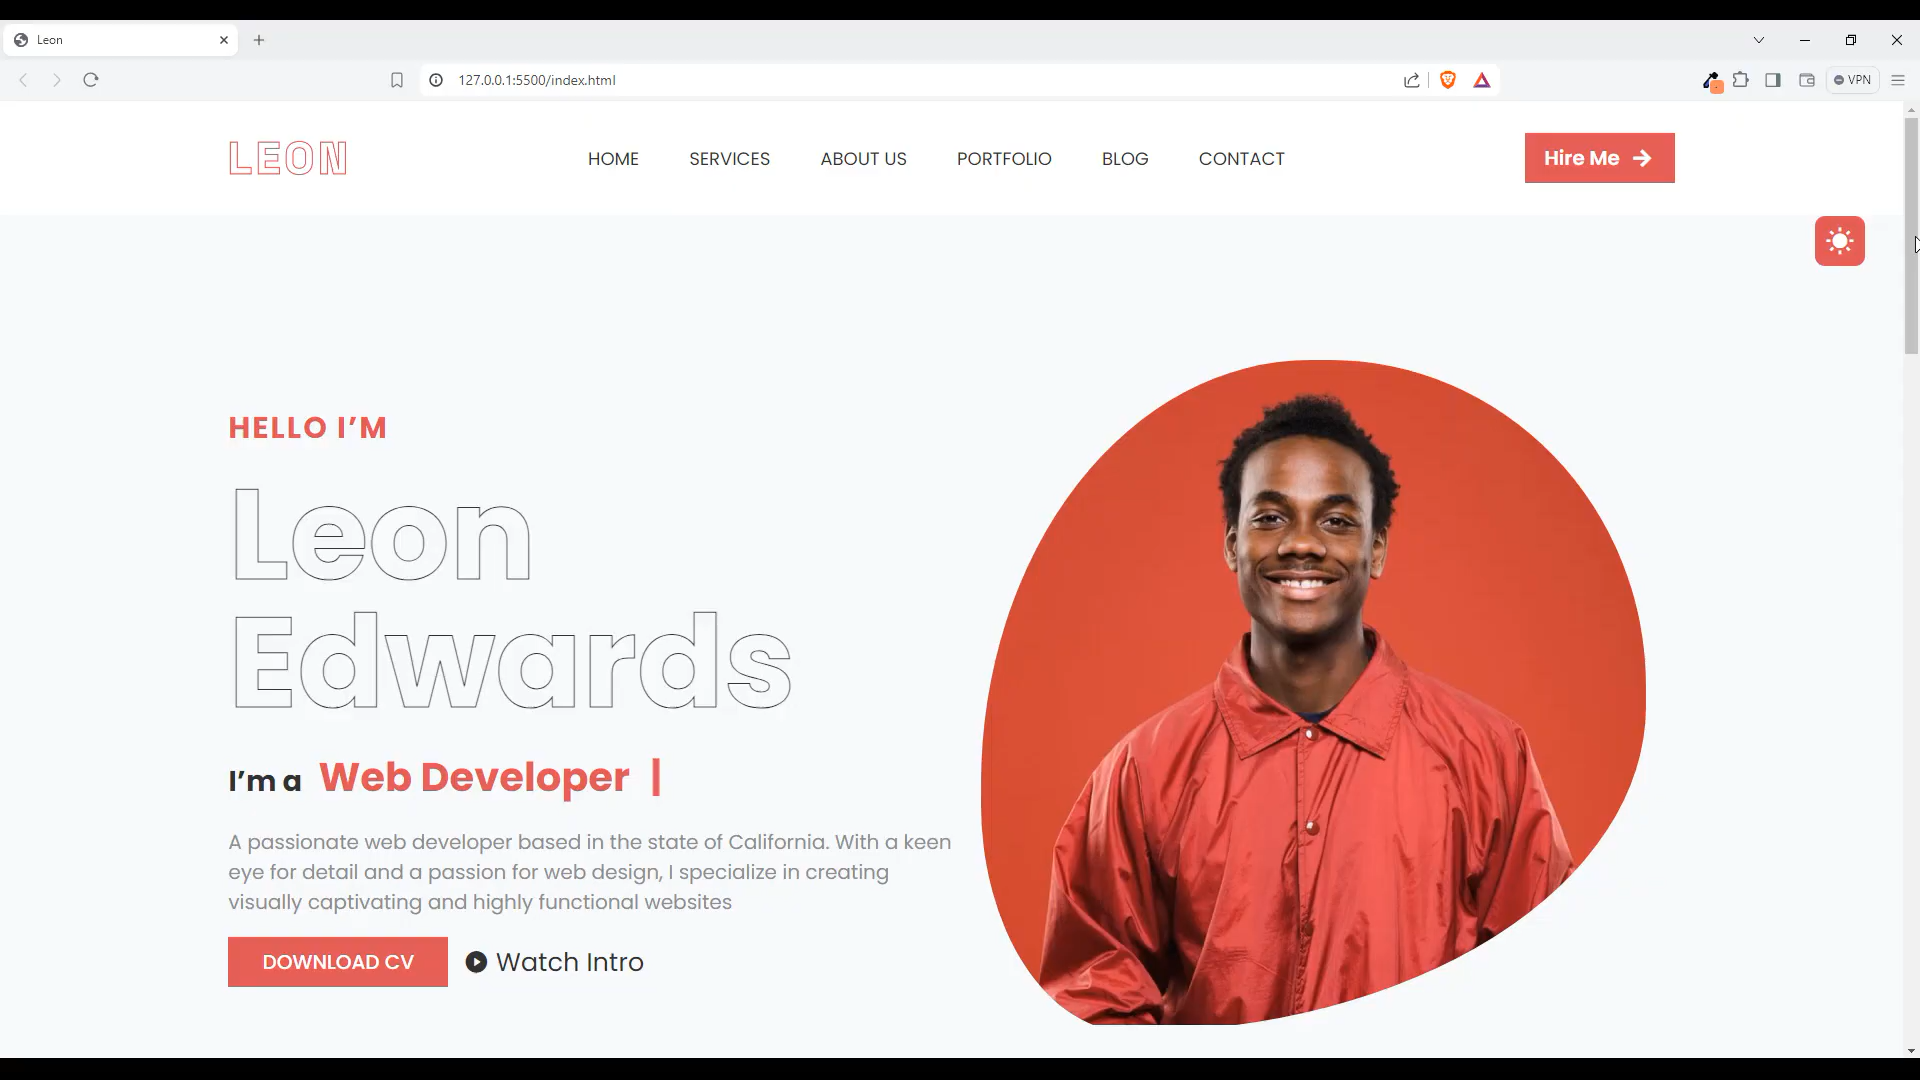 Leon
127.0.0.1:5500/index.html
VPN
LEON
HOME
SERVICES
ABOUT US
PORTFOLIO
BLOG
CONTACT
Hire Me
HELLO I’M
Leon
Edwards
I’m a Web Developer |
A passionate web developer based in the state of California. With a keen
eye for detail and a passion for web design, I specialize in creating
visually captivating and highly functional websites
DOWNLOAD CV
Watch Intro